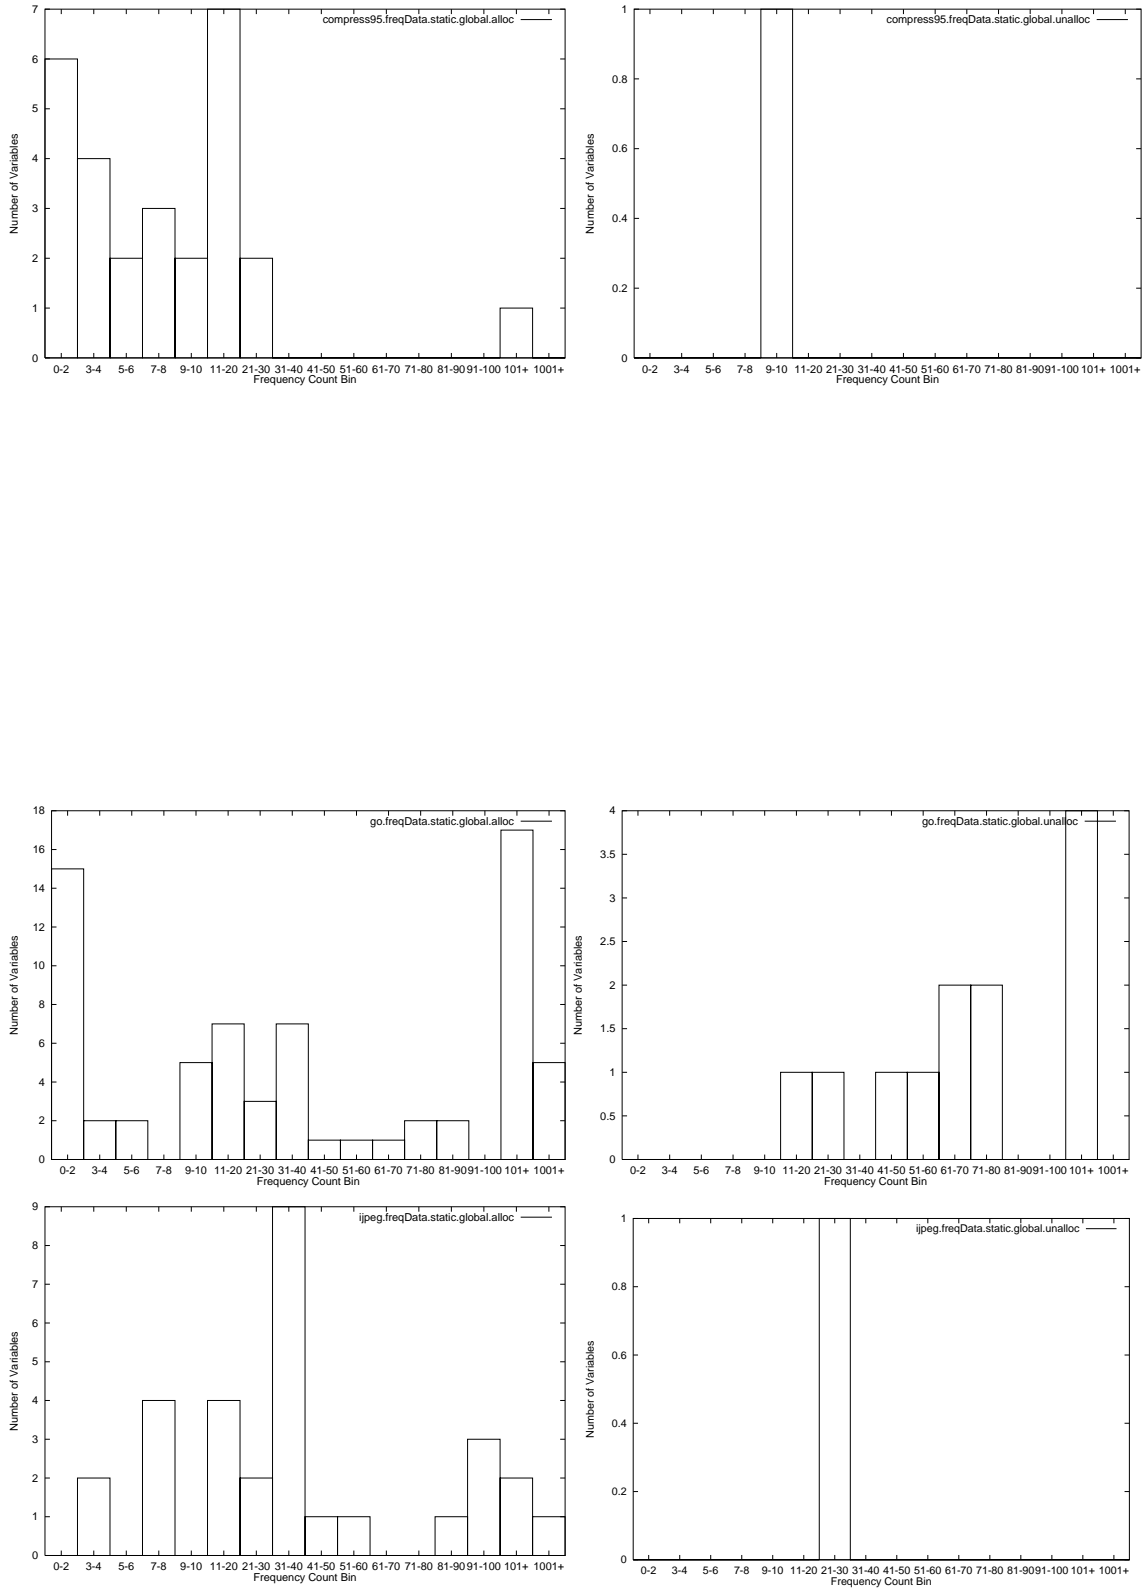 compress95.freqData.static.global.alloc
Number of Variables
7
6
5
4
3
2
1
0
0-2 3-4 5-6 7-8 9-10 11-20 21-30 31-40 41-50 51-60 61-70 71-80 81-90 91-100 101+ 1001+
Frequency Count Bin
compress95.freqData.static.global.unalloc
Number of Variables
1
0.8
0.6
0.4
0.2
0
0-2 3-4 5-6 7-8 9-10 11-20 21-30 31-40 41-50 51-60 61-70 71-80 81-90 91-100 101+ 1001+
Frequency Count Bin
go.freqData.static.global.alloc
Number of Variables
18
16
14
12
10
8
6
4
2
0
0-2 3-4 5-6 7-8 9-10 11-20 21-30 31-40 41-50 51-60 61-70 71-80 81-90 91-100 101+ 1001+
Frequency Count Bin
go.freqData.static.global.unalloc
Number of Variables
4
3.5
3
2.5
2
1.5
1
0.5
0
0-2 3-4 5-6 7-8 9-10 11-20 21-30 31-40 41-50 51-60 61-70 71-80 81-90 91-100 101+ 1001+
Frequency Count Bin
ijpeg.freqData.static.global.alloc
Number of Variables
9
8
7
6
5
4
3
2
1
0
0-2 3-4 5-6 7-8 9-10 11-20 21-30 31-40 41-50 51-60 61-70 71-80 81-90 91-100 101+ 1001+
Frequency Count Bin
ijpeg.freqData.static.global.unalloc
Number of Variables
1
0.8
0.6
0.4
0.2
0
0-2 3-4 5-6 7-8 9-10 11-20 21-30 31-40 41-50 51-60 61-70 71-80 81-90 91-100 101+ 1001+
Frequency Count Bin